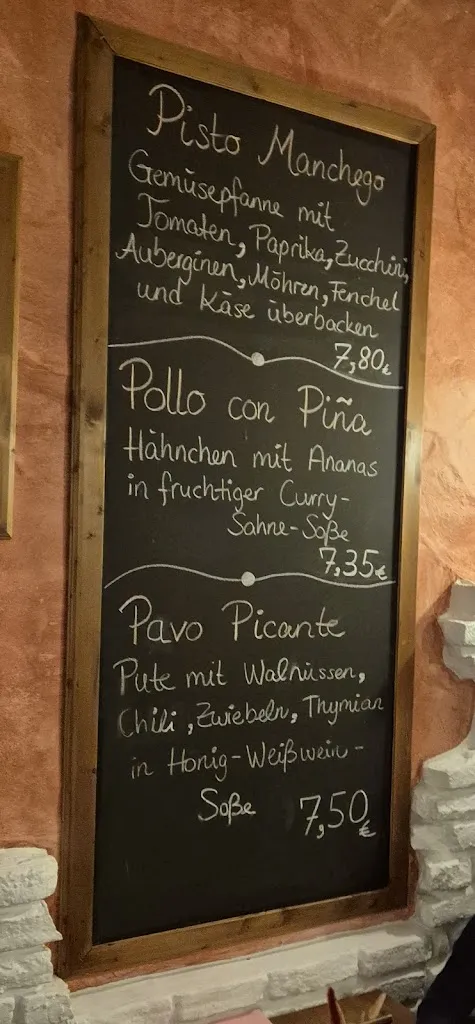 Pisto Manchego
Gemüsepfanne mit
Tomaten, Paprika, Zucchini,
Auberginen, Möhren, Fenchel
und Käse überbacken
7,80€
Pollo con Piña
Hähnchen mit Ananas
in fruchtiger Curry-
Sahne-Soße
7,35€
Pavo Picante
Pute mit Walnüssen,
Chili, Zwiebeln, Thymian
in Honig-Weißwein-
Soße 7,50€